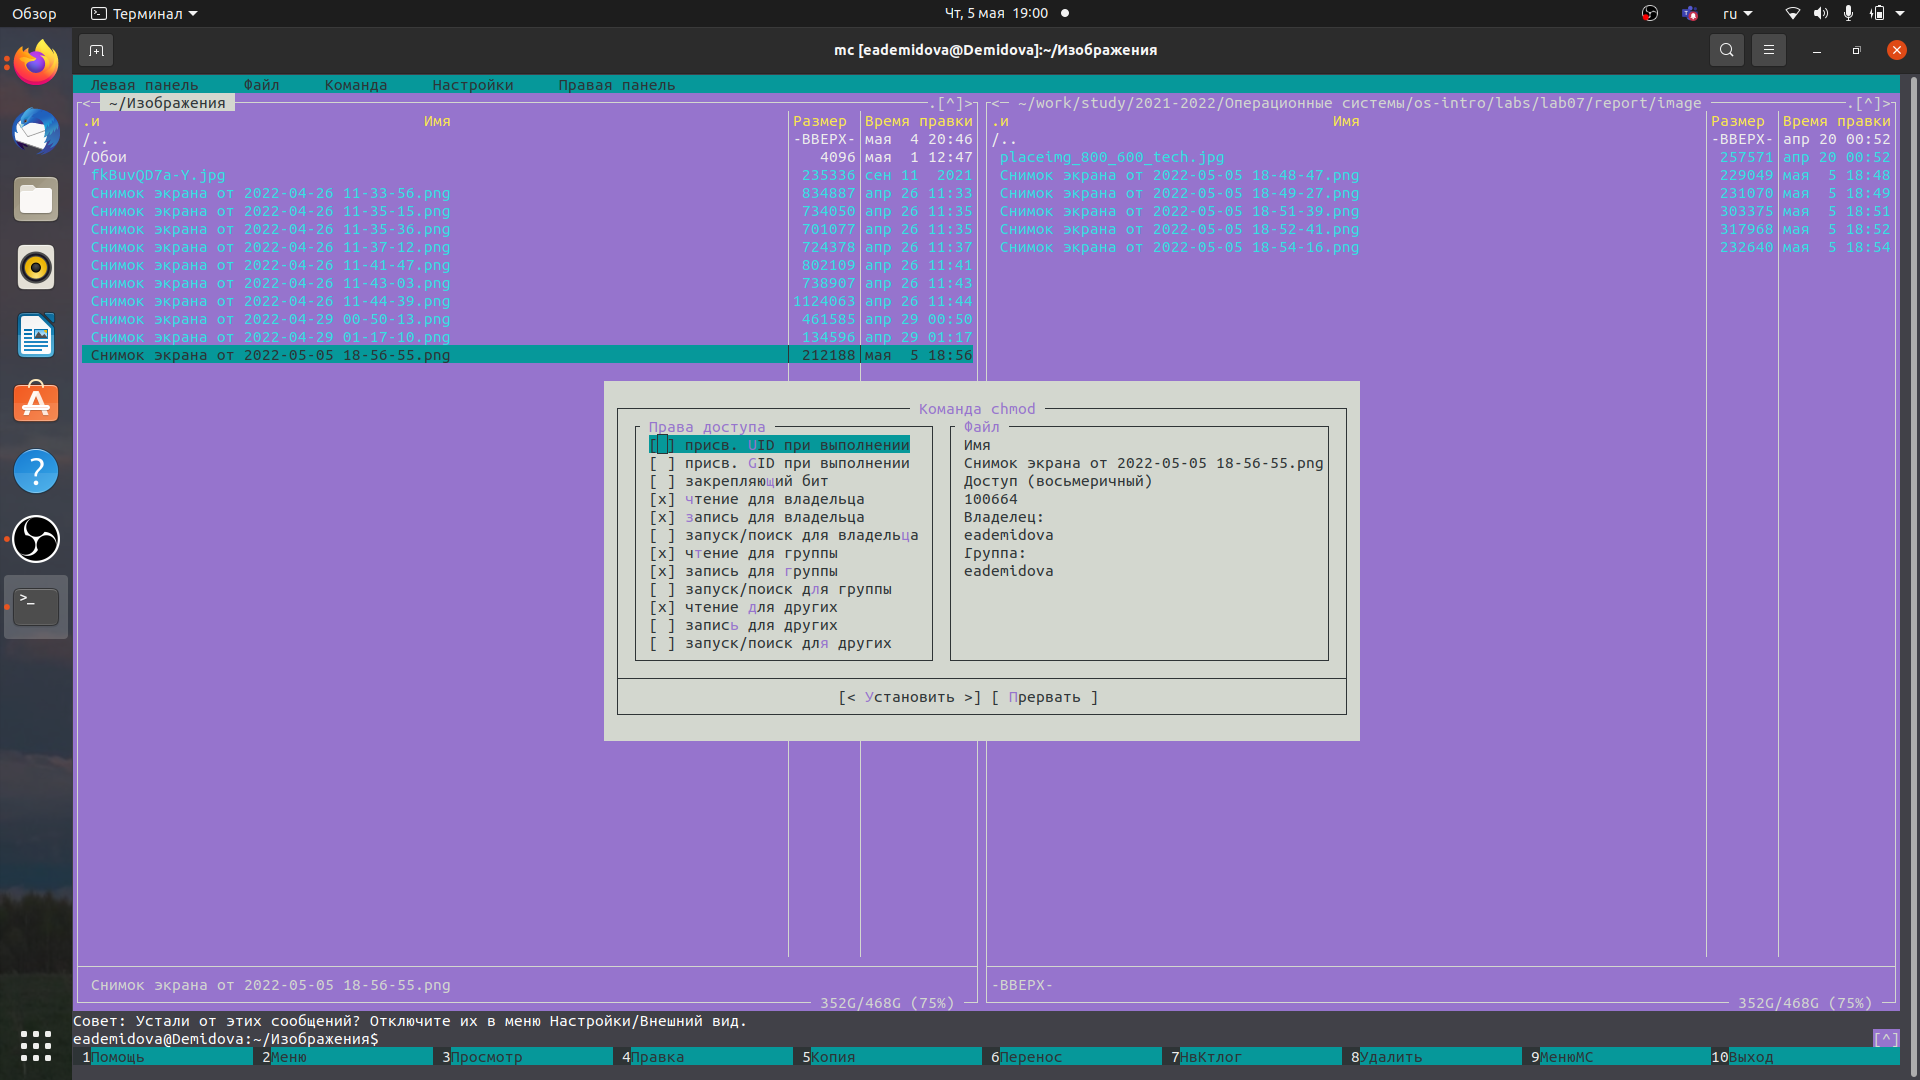 Обзор Терминал Чт, 5 мая 19:00 ru
mc [eademidova@Demidova]:~/Изображения
Левая панель Файл Команда Настройки Правая панель
<─ ~/Изображения .[^]>
.и Имя Размер Время правки
/.. -ВВЕРХ- мая 4 20:46
/Обои 4096 мая 1 12:47
fkBuvQD7a-Y.jpg 235336 сен 11 2021
Снимок экрана от 2022-04-26 11-33-56.png 834887 апр 26 11:33
Снимок экрана от 2022-04-26 11-35-15.png 734050 апр 26 11:35
Снимок экрана от 2022-04-26 11-35-36.png 701077 апр 26 11:35
Снимок экрана от 2022-04-26 11-37-12.png 724378 апр 26 11:37
Снимок экрана от 2022-04-26 11-41-47.png 802109 апр 26 11:41
Снимок экрана от 2022-04-26 11-43-03.png 738907 апр 26 11:43
Снимок экрана от 2022-04-26 11-44-39.png 1124063 апр 26 11:44
Снимок экрана от 2022-04-29 00-50-13.png 461585 апр 29 00:50
Снимок экрана от 2022-04-29 01-17-10.png 134596 апр 29 01:17
Снимок экрана от 2022-05-05 18-56-55.png 212188 мая 5 18:56
Снимок экрана от 2022-05-05 18-56-55.png
352G/468G (75%)
<─ ~/work/study/2021-2022/Операционные системы/os-intro/labs/lab07/report/image .[^]>
.и Имя Размер Время правки
/.. -ВВЕРХ- апр 20 00:52
placeimg_800_600_tech.jpg 257571 апр 20 00:52
Снимок экрана от 2022-05-05 18-48-47.png 229049 мая 5 18:48
Снимок экрана от 2022-05-05 18-49-27.png 231070 мая 5 18:49
Снимок экрана от 2022-05-05 18-51-39.png 303375 мая 5 18:51
Снимок экрана от 2022-05-05 18-52-41.png 317968 мая 5 18:52
Снимок экрана от 2022-05-05 18-54-16.png 232640 мая 5 18:54
-ВВЕРХ-
352G/468G (75%)
Команда chmod
Права доступа
[ ] присв. UID при выполнении
[ ] присв. GID при выполнении
[ ] закрепляющий бит
[x] чтение для владельца
[x] запись для владельца
[ ] запуск/поиск для владельца
[x] чтение для группы
[x] запись для группы
[ ] запуск/поиск для группы
[x] чтение для других
[ ] запись для других
[ ] запуск/поиск для других
Файл
Имя
Снимок экрана от 2022-05-05 18-56-55.png
Доступ (восьмеричный)
100664
Владелец:
eademidova
Группа:
eademidova
[< Установить >] [ Прервать ]
Совет: Устали от этих сообщений? Отключите их в меню Настройки/Внешний вид.
eademidova@Demidova:~/Изображения$ [^]
1Помощь 2Меню 3Просмотр 4Правка 5Копия 6Перенос 7НвКтлог 8Удалить 9МенюМС 10Выход